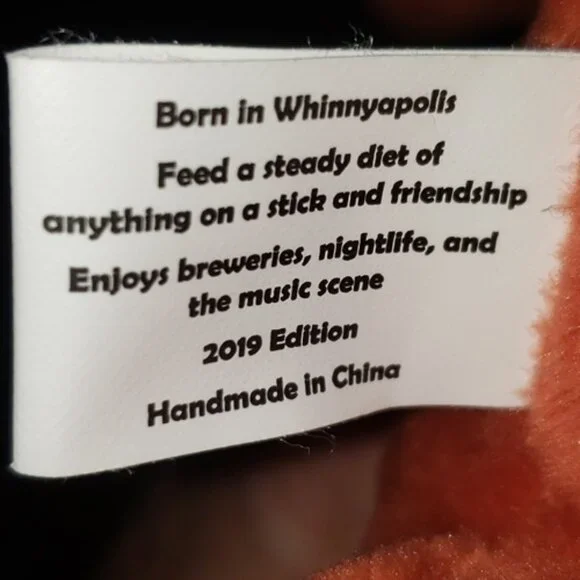 Born in Whinnyapolis
Feed a steady diet of
anything on a stick and friendship
Enjoys breweries, nightlife, and
the music scene
2019 Edition
Handmade in China